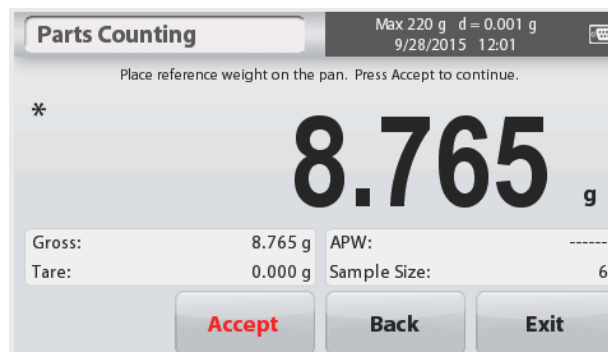 Parts Counting
Max 220 g d = 0.001 g
9/28/2015 12:01
Place reference weight on the pan. Press Accept to continue.
*
8.765 g
Gross: 8.765 g
Tare: 0.000 g
APW: ------
Sample Size: 6
Accept Back Exit